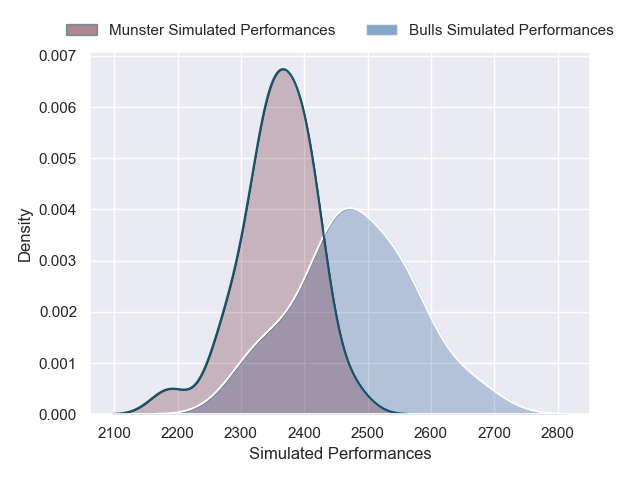 Munster Simulated Performances Bulls Simulated Performances
0.007
0.006
0.005
0.004
0.003
0.002
0.001
0.000
Density
2100 2200 2300 2400 2500 2600 2700 2800
Simulated Performances